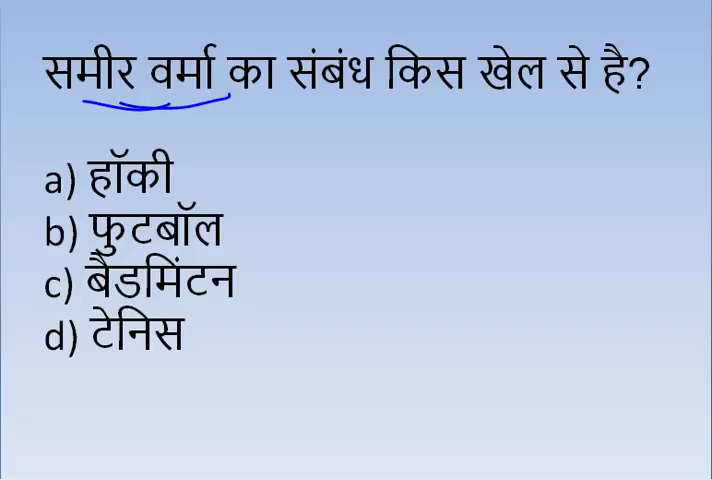 समीर वर्मा का संबंध किस खेल से है?
a) हॉकी
b) फुटबॉल
c) बैडमिंटन
d) टेनिस